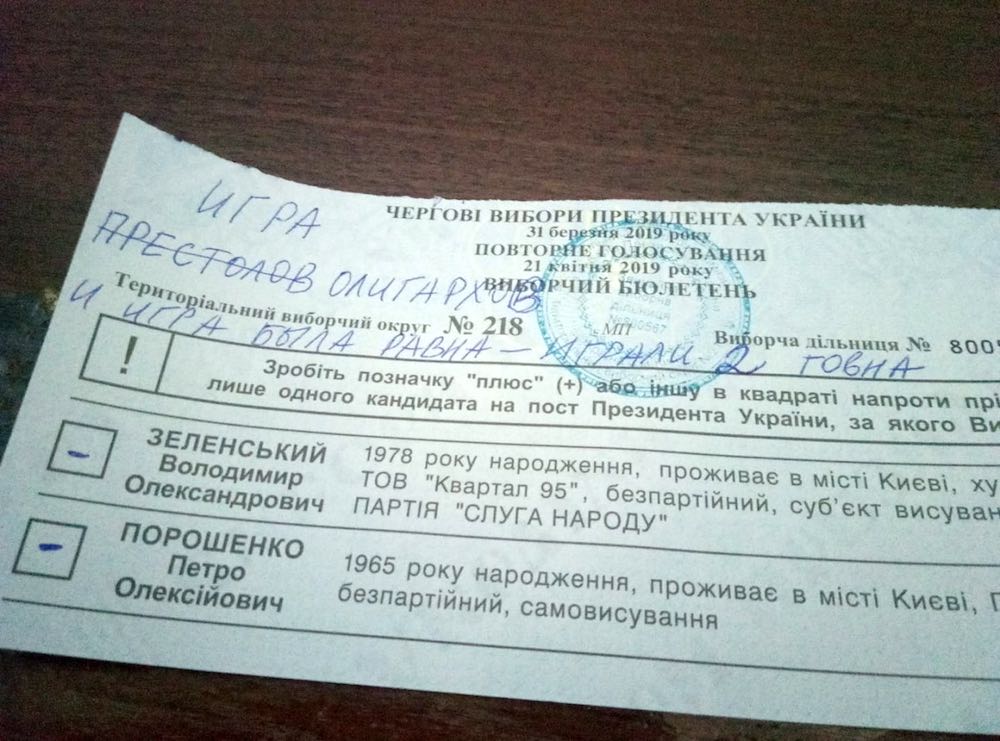 ИГРА
ПРЕСТОЛОВ ОЛИГАРХОВ
И ИГРА БЫЛА РАВНА – ИГРАЛИ 2 ГОВНА
ЧЕРГОВІ ВИБОРИ ПРЕЗИДЕНТА УКРАЇНИ
31 березня 2019 року
ПОВТОРНЕ ГОЛОСУВАННЯ
21 квітня 2019 року
ВИБОРЧИЙ БЮЛЕТЕНЬ
Територіальний виборчий округ № 218 МП Виборча дільниця № 800
! Зробіть позначку "плюс" (+) або іншу в квадраті напроти прі
лише одного кандидата на пост Президента України, за якого Ви
ЗЕЛЕНСЬКИЙ
Володимир
Олександрович
1978 року народження, проживає в місті Києві, ху
ТОВ "Квартал 95", безпартійний, суб'єкт висуван
ПАРТІЯ "СЛУГА НАРОДУ"
ПОРОШЕНКО
Петро
Олексійович
1965 року народження, проживає в місті Києві, П
безпартійний, самовисування